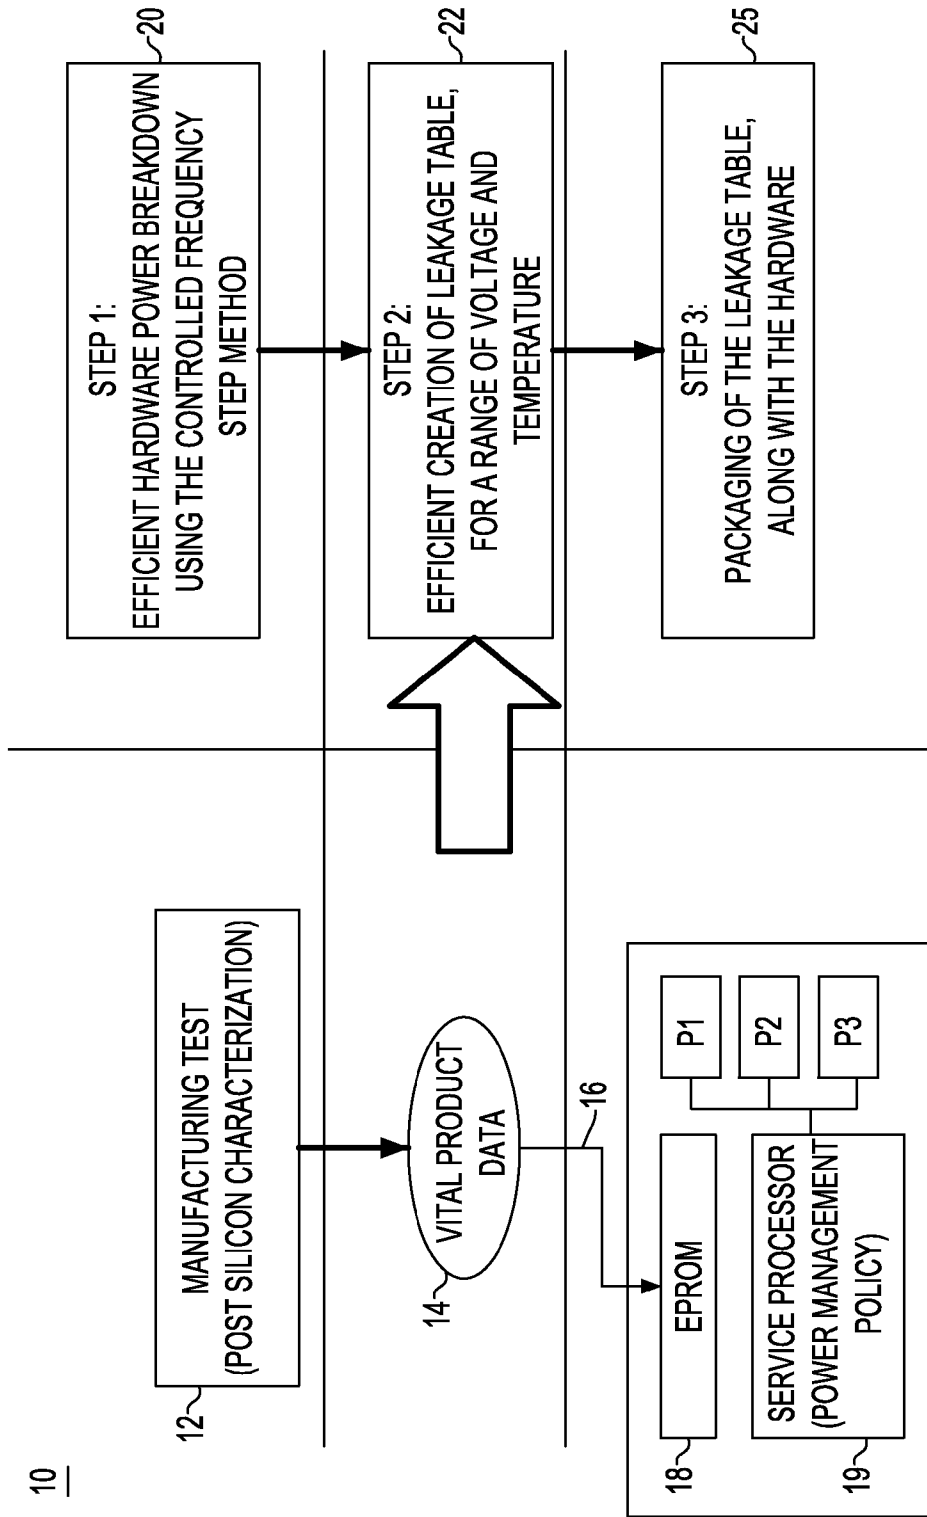 10
12
MANUFACTURING TEST
(POST SILICON CHARACTERIZATION)
14
VITAL PRODUCT
DATA
16
18
EPROM
19
SERVICE PROCESSOR
(POWER MANAGEMENT
POLICY)
P1
P2
P3
20
STEP 1:
EFFICIENT HARDWARE POWER BREAKDOWN
USING THE CONTROLLED FREQUENCY
STEP METHOD
22
STEP 2:
EFFICIENT CREATION OF LEAKAGE TABLE,
FOR A RANGE OF VOLTAGE AND
TEMPERATURE
25
STEP 3:
PACKAGING OF THE LEAKAGE TABLE,
ALONG WITH THE HARDWARE